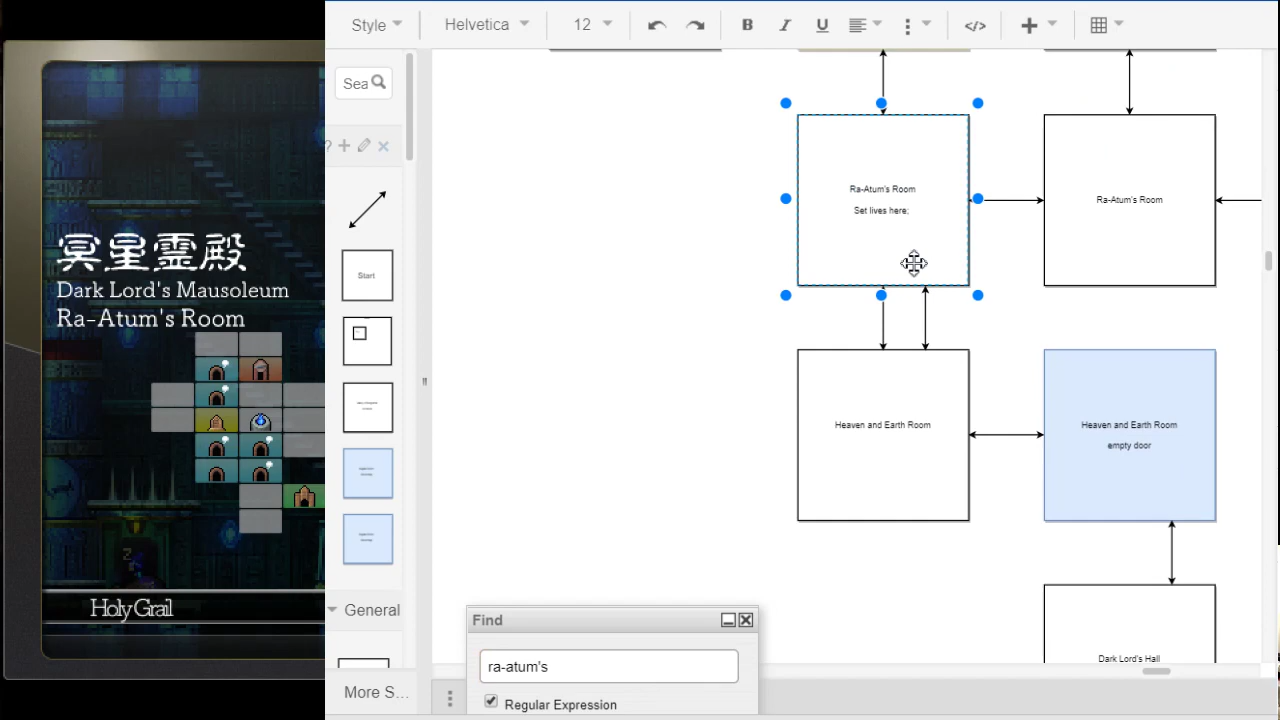 Style
Helvetica
12
B
I
U
</>
Sea
?
Start
General
More S...
冥星霊殿
Dark Lord's Mausoleum
Ra-Atum's Room
Holy Grail
Ra-Atum's Room
Set lives here;
Ra-Atum's Room
Heaven and Earth Room
Heaven and Earth Room
empty door
Dark Lord's Hall
Find
ra-atum's
Regular Expression